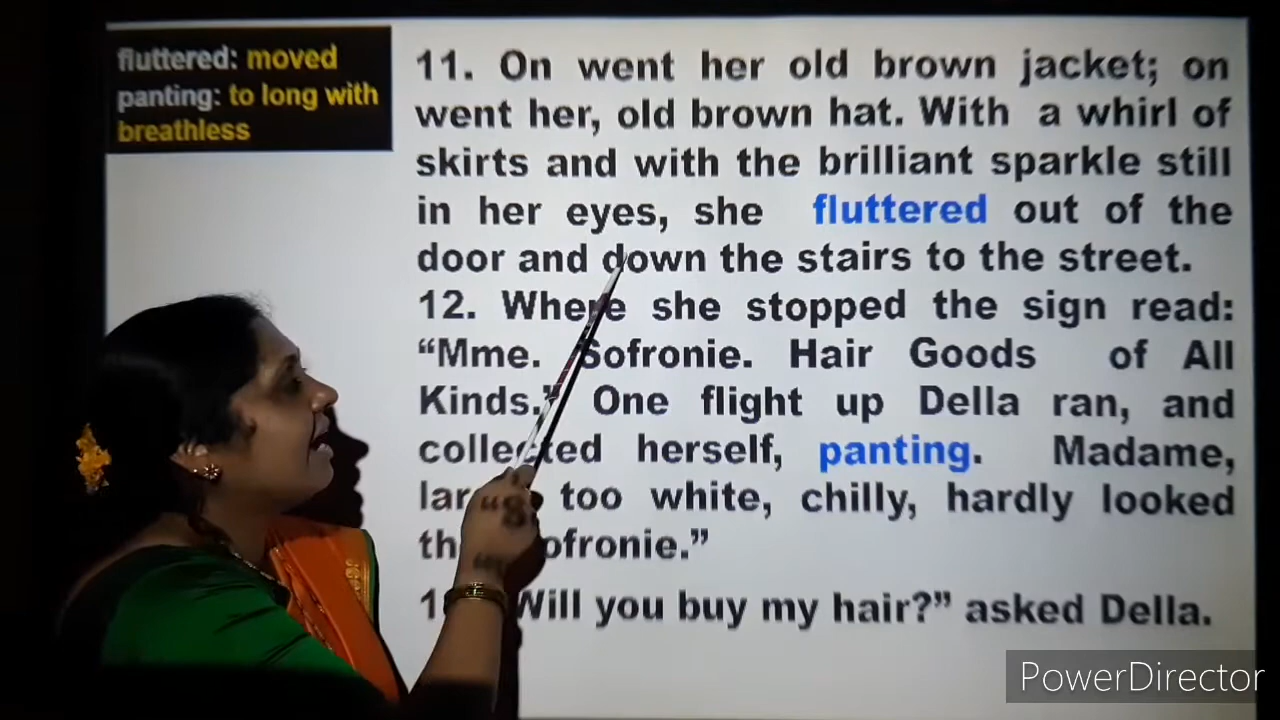 fluttered: moved
panting: to long with
breathless
11. On went her old brown jacket; on
went her, old brown hat. With a whirl of
skirts and with the brilliant sparkle still
in her eyes, she fluttered out of the
door and down the stairs to the street.
12. Where she stopped the sign read:
“Mme. Sofronie. Hair Goods of All
Kinds.” One flight up Della ran, and
collected herself, panting. Madame,
too white, chilly, hardly looked
Will you buy my hair?” asked Della.
PowerDirector